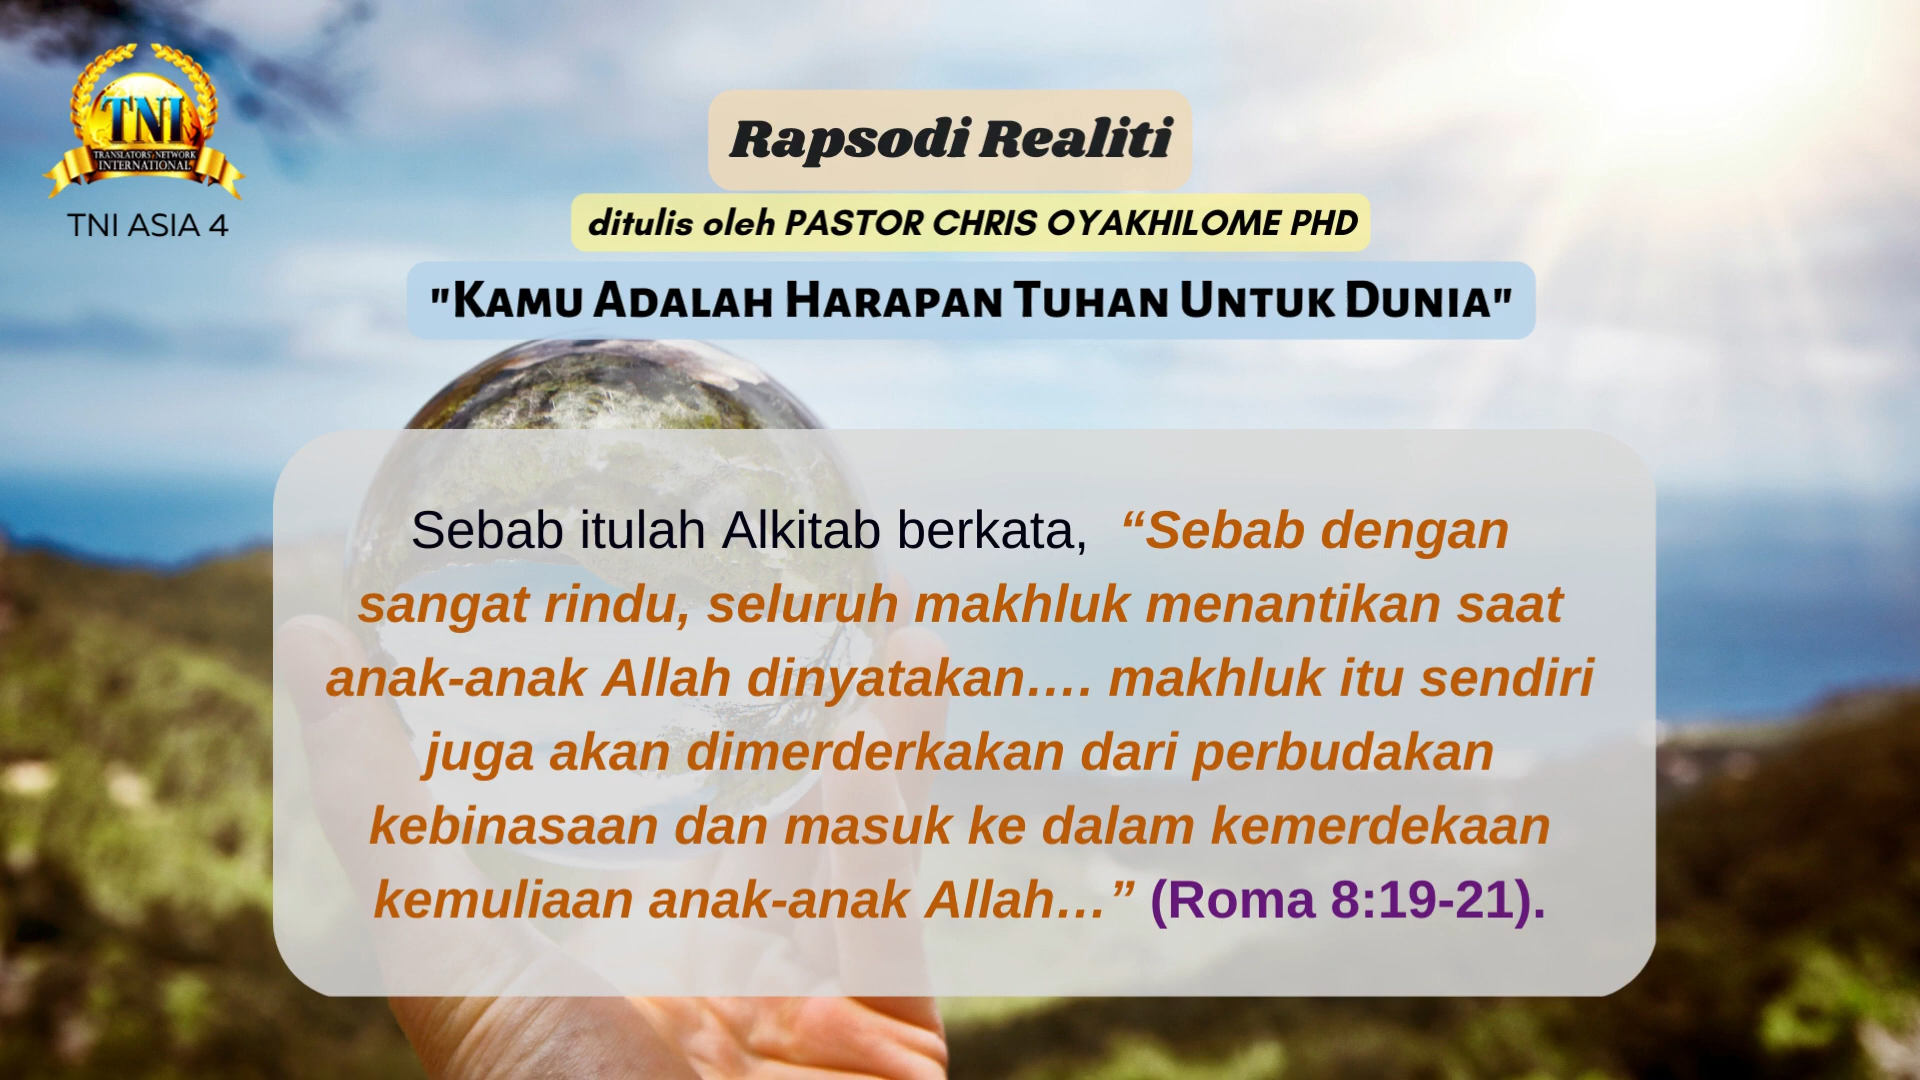 TNI
TRANSLATORS' NETWORK
INTERNATIONAL
TNI ASIA 4
Rapsodi Realiti
ditulis oleh PASTOR CHRIS OYAKHILOME PHD
"Kamu Adalah Harapan Tuhan Untuk Dunia"
Sebab itulah Alkitab berkata, “Sebab dengan
sangat rindu, seluruh makhluk menantikan saat
anak-anak Allah dinyatakan…. makhluk itu sendiri
juga akan dimerderkakan dari perbudakan
kebinasaan dan masuk ke dalam kemerdekaan
kemuliaan anak-anak Allah…” (Roma 8:19-21).